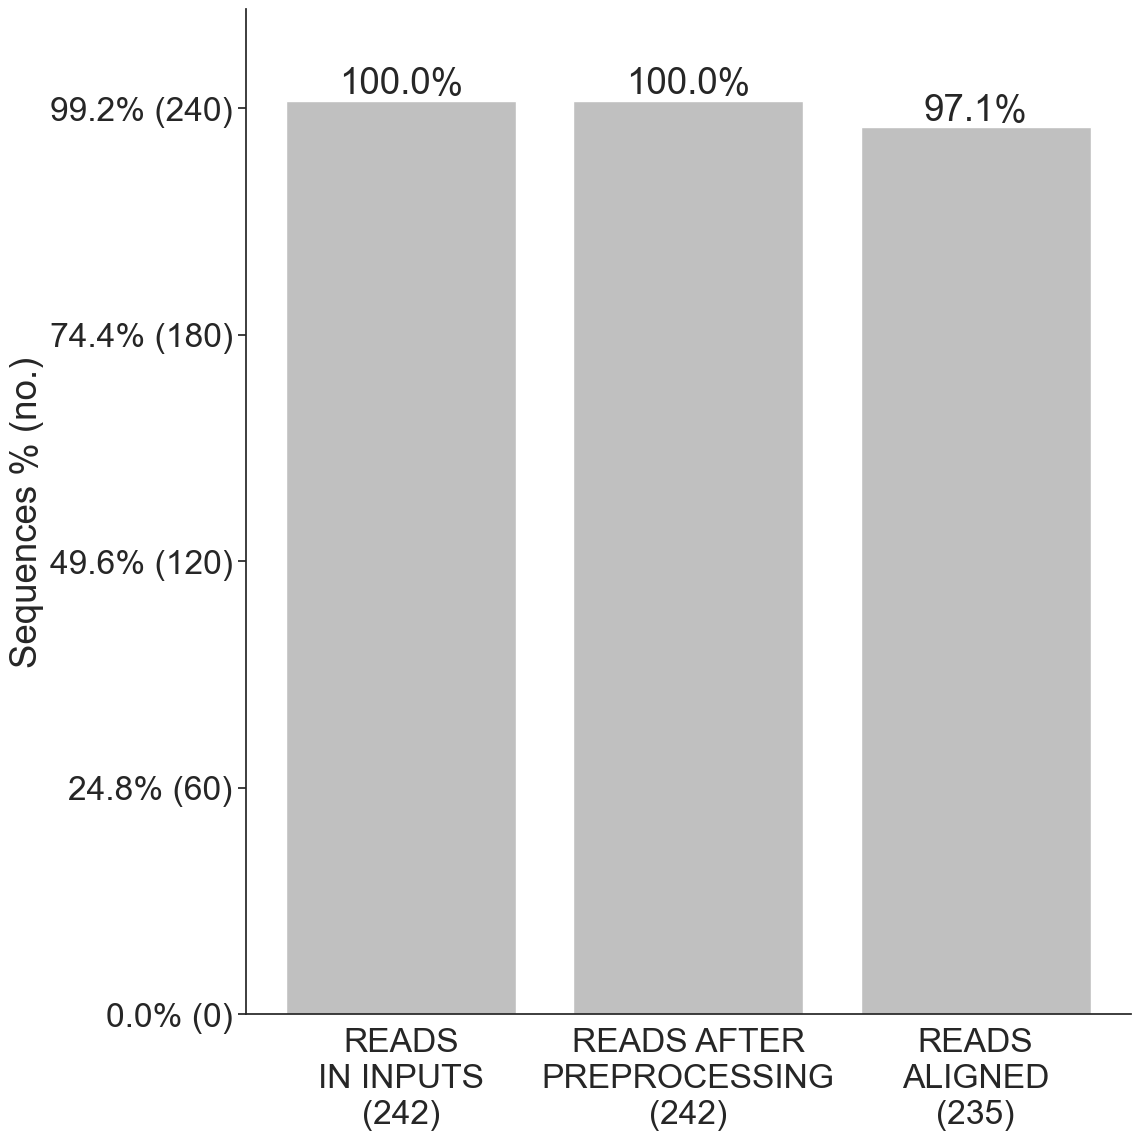 100.0%
100.0%
97.1%
99.2% (240)
74.4% (180)
49.6% (120)
24.8% (60)
0.0% (0)
Sequences % (no.)
READS
IN INPUTS
(242)
READS AFTER
PREPROCESSING
(242)
READS
ALIGNED
(235)